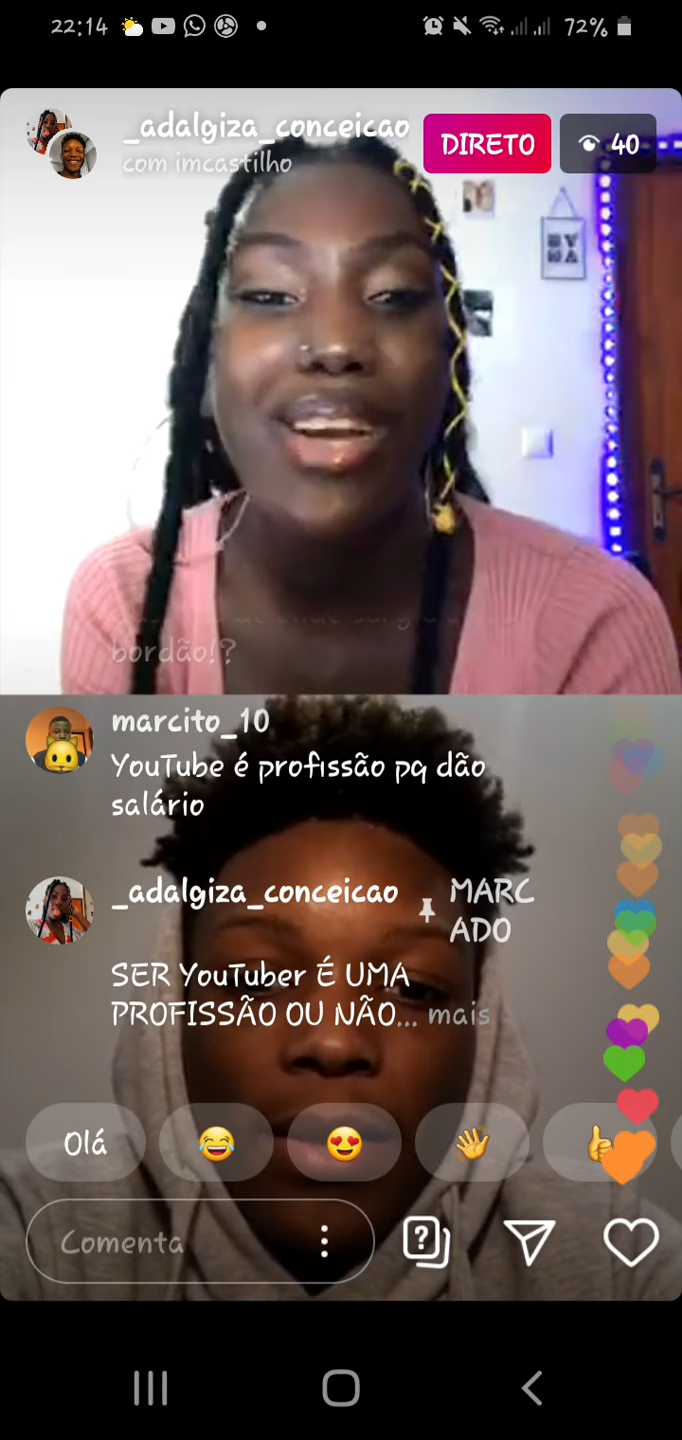 22:14
72%
_adalgiza_conceicao
DIRETO
40
com imcastilho
bordão!?
marcito_10
YouTube é profissão pq dão
salário
_adalgiza_conceicao
MARC
ADO
SER YouTuber É UMA
PROFISSÃO OU NÃO... mais
Olá
Comenta